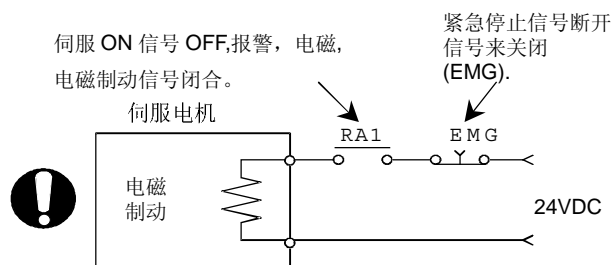 伺服 ON 信号 OFF,报警，电磁,
电磁制动信号闭合。
紧急停止信号断开
信号来关闭
(EMG).
伺服电机
RA1
EMG
电磁
制动
24VDC